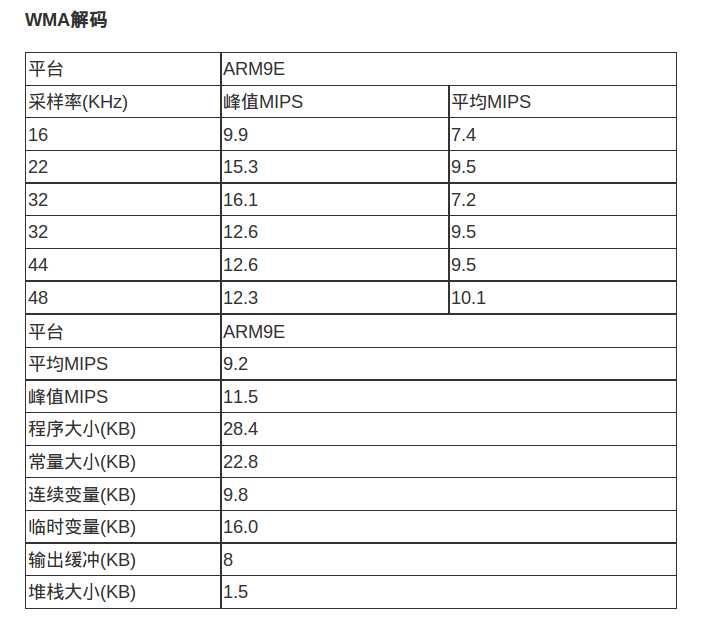 WMA解码
平台 ARM9E
采样率(KHz) 峰值MIPS 平均MIPS
16 9.9 7.4
22 15.3 9.5
32 16.1 7.2
32 12.6 9.5
44 12.6 9.5
48 12.3 10.1
平台 ARM9E
平均MIPS 9.2
峰值MIPS 11.5
程序大小(KB) 28.4
常量大小(KB) 22.8
连续变量(KB) 9.8
临时变量(KB) 16.0
输出缓冲(KB) 8
堆栈大小(KB) 1.5